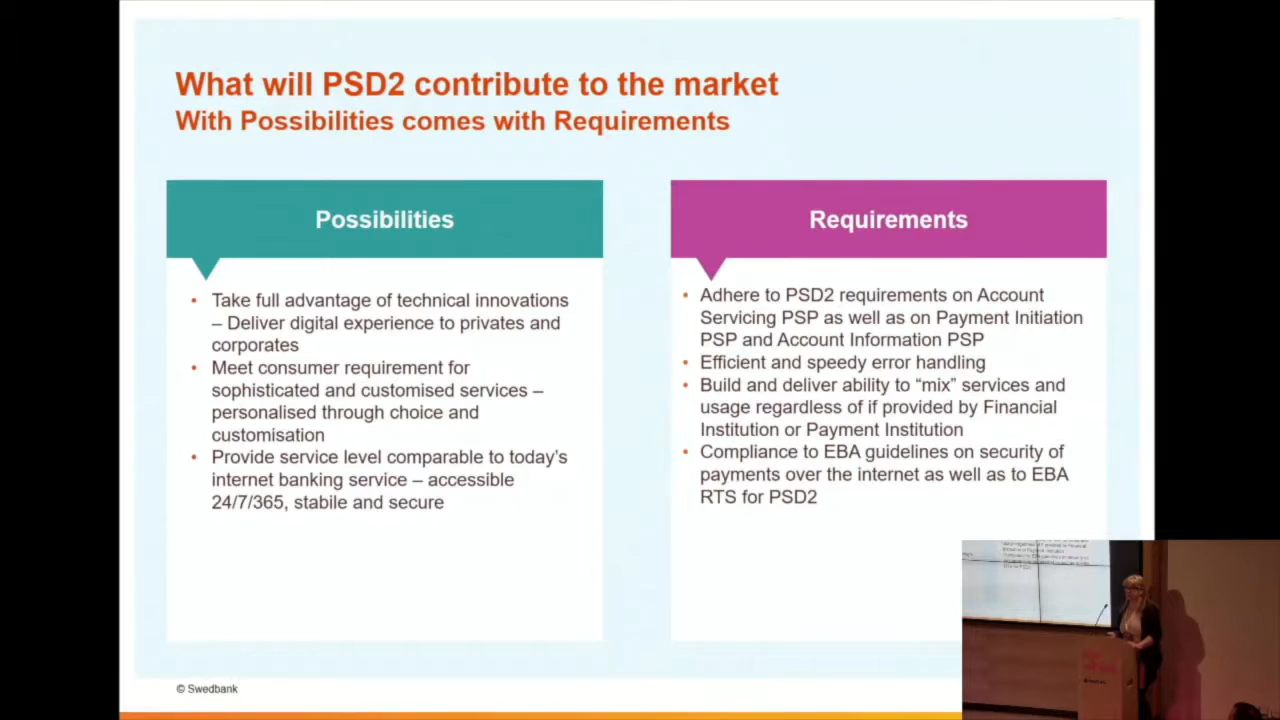 What will PSD2 contribute to the market
With Possibilities comes with Requirements
Possibilities
• Take full advantage of technical innovations
– Deliver digital experience to privates and
corporates
• Meet consumer requirement for
sophisticated and customised services –
personalised through choice and
customisation
• Provide service level comparable to today’s
internet banking service – accessible
24/7/365, stabile and secure
Requirements
• Adhere to PSD2 requirements on Account
Servicing PSP as well as on Payment Initiation
PSP and Account Information PSP
• Efficient and speedy error handling
• Build and deliver ability to “mix” services and
usage regardless of if provided by Financial
Institution or Payment Institution
• Compliance to EBA guidelines on security of
payments over the internet as well as to EBA
RTS for PSD2
© Swedbank